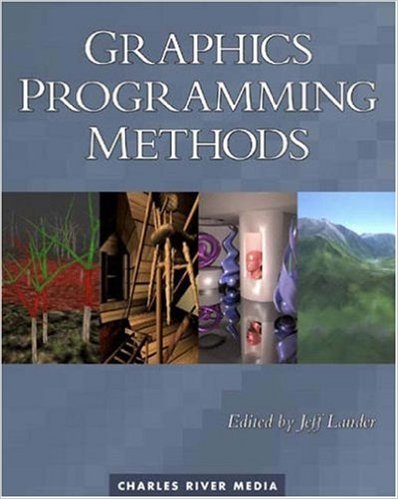 GRAPHICS
PROGRAMMING
METHODS
Edited by Jeff Lander
CHARLES RIVER MEDIA